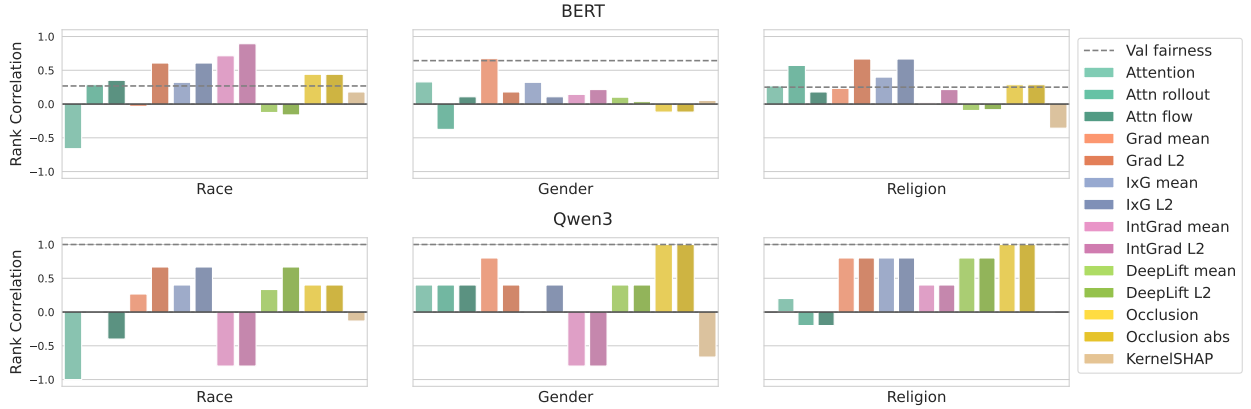 BERT
Rank Correlation
1.0
0.5
0.0
−0.5
−1.0
Race
Gender
Religion
Qwen3
Rank Correlation
1.0
0.5
0.0
−0.5
−1.0
Race
Gender
Religion
Val fairness
Attention
Attn rollout
Attn flow
Grad mean
Grad L2
IxG mean
IxG L2
IntGrad mean
IntGrad L2
DeepLift mean
DeepLift L2
Occlusion
Occlusion abs
KernelSHAP